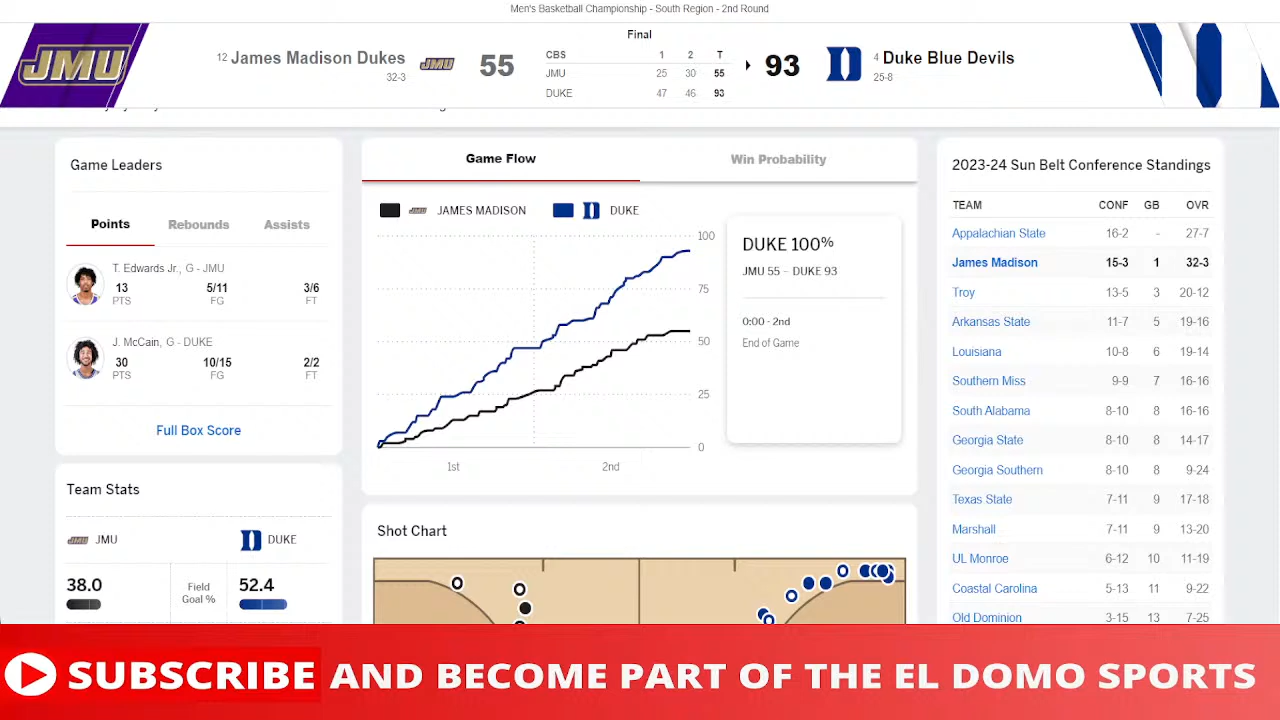 Men's Basketball Championship - South Region - 2nd Round
JMU
12 James Madison Dukes
32-3
JMU
55
Final
CBS 1 2 T
JMU 25 30 55
DUKE 47 46 93
93
4 Duke Blue Devils
25-8
Game Leaders
Points Rebounds Assists
T. Edwards Jr., G - JMU
13 5/11 3/6
PTS FG FT
J. McCain, G - DUKE
30 10/15 2/2
PTS FG FT
Full Box Score
Team Stats
JMU JMU DUKE
38.0 Field Goal % 52.4
Game Flow Win Probability
JMU JAMES MADISON DUKE
100
75
50
25
0
1st 2nd
DUKE 100%
JMU 55 - DUKE 93
0:00 - 2nd
End of Game
Shot Chart
2023-24 Sun Belt Conference Standings
TEAM CONF GB OVR
Appalachian State 16-2 - 27-7
James Madison 15-3 1 32-3
Troy 13-5 3 20-12
Arkansas State 11-7 5 19-16
Louisiana 10-8 6 19-14
Southern Miss 9-9 7 16-16
South Alabama 8-10 8 16-16
Georgia State 8-10 8 14-17
Georgia Southern 8-10 8 9-24
Texas State 7-11 9 17-18
Marshall 7-11 9 13-20
UL Monroe 6-12 10 11-19
Coastal Carolina 5-13 11 9-22
Old Dominion 3-15 13 7-25
SUBSCRIBE AND BECOME PART OF THE EL DOMO SPORTS